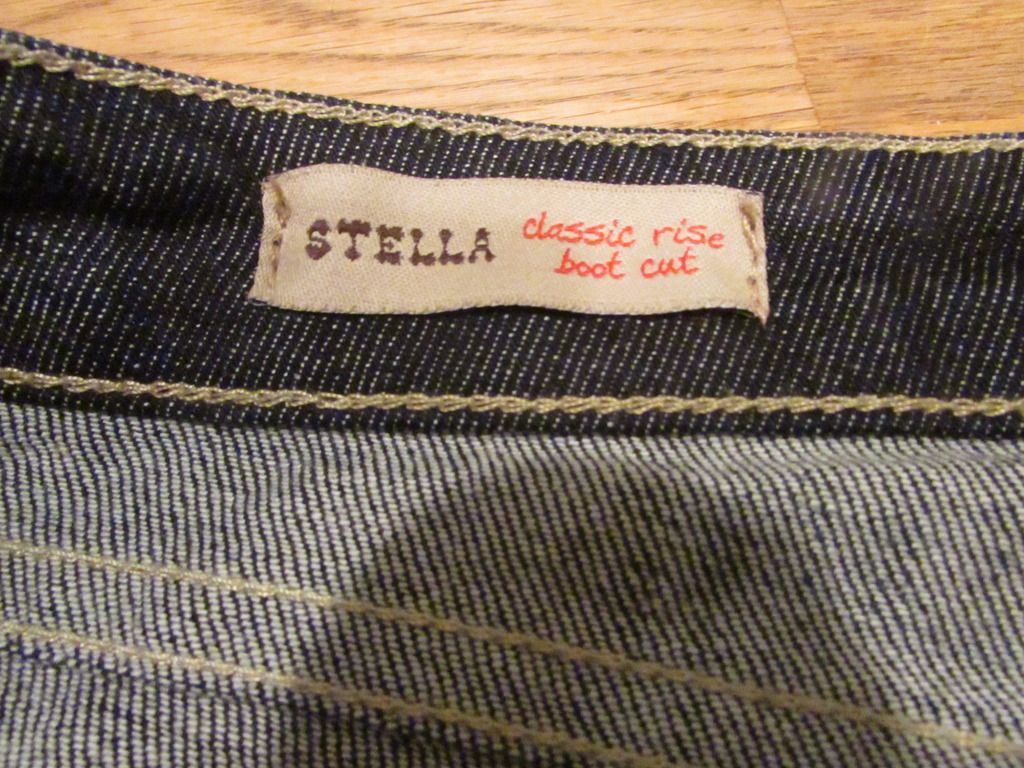 STELLA
classic rise
boot cut